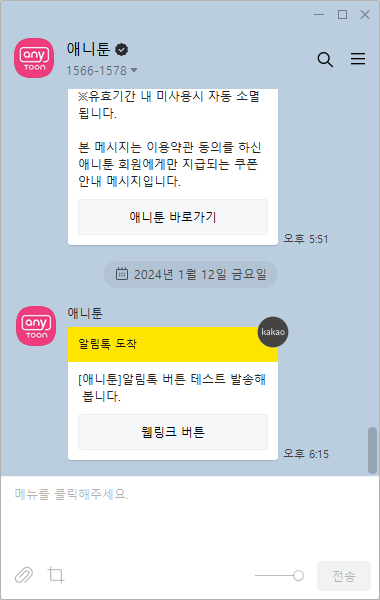 any
TOON
애니툰
1566-1578
※유효기간 내 미사용시 자동 소멸
됩니다.
본 메시지는 이용약관 동의를 하신
애니툰 회원에게만 지급되는 쿠폰
안내 메시지입니다.
애니툰 바로가기
오후 5:51
2024년 1월 12일 금요일
any
TOON
애니툰
알림톡 도착
kakao
[애니툰]알림톡 버튼 테스트 발송해
봅니다.
웹링크 버튼
오후 6:15
메뉴를 클릭해주세요.
전송